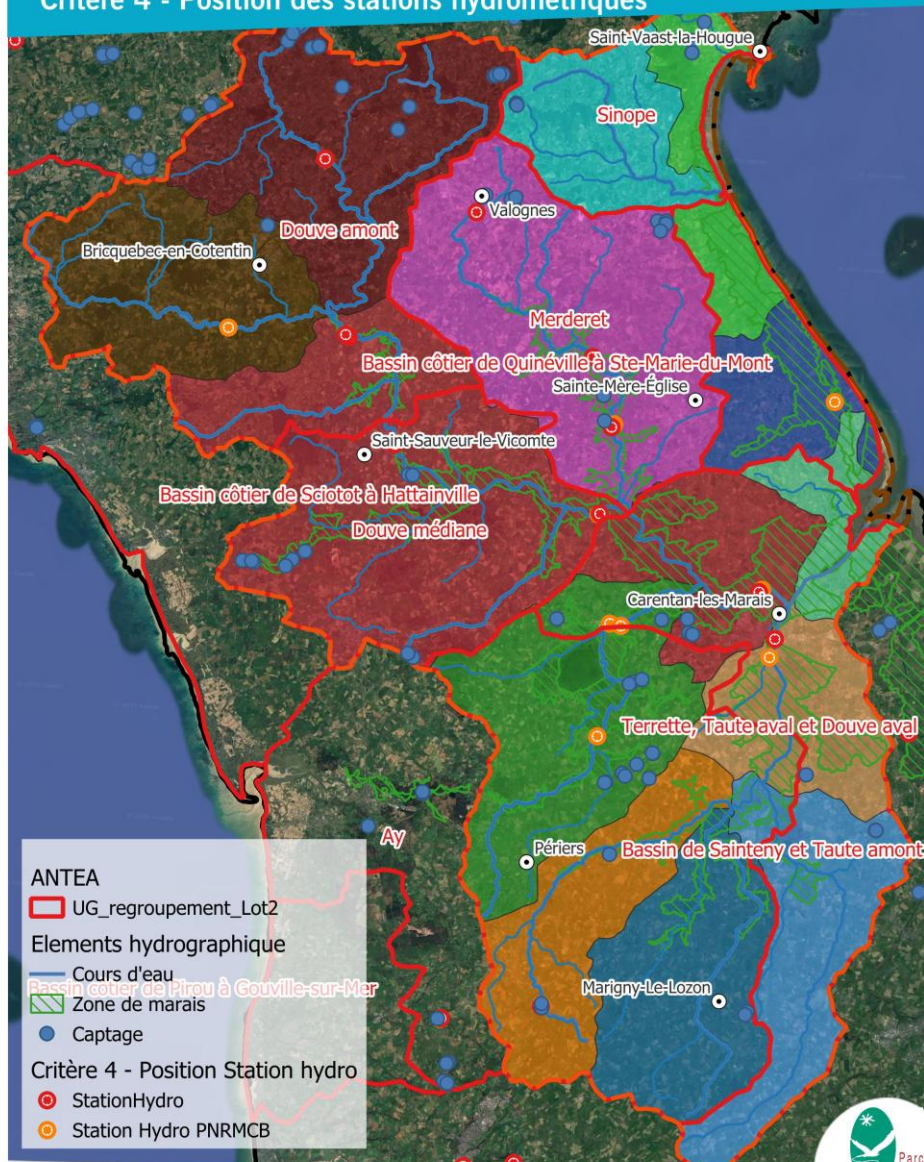 Critère 4 - Position des stations hydrométriques
Saint-Vaast-la-Hougue
Sinope
Valognes
Douve amont
Bricquebec-en-Cotentin
Merderet
Bassin côtier de Quinéville à Ste-Marie-du-Mont
Sainte-Mère-Église
Saint-Sauveur-le-Vicomte
Bassin côtier de Sciotot à Hattainville
Douve médiane
Carentan-les-Marais
Terrette, Taute aval et Douve aval
Ay
Périers
Bassin de Sainteny et Taute amont
Marigny-Le-Lozon
Bassin côtier de Pirou à Gouville-sur-Mer
ANTEA
UG_regroupement_Lot2
Elements hydrographique
Cours d'eau
Zone de marais
Captage
Critère 4 - Position Station hydro
StationHydro
Station Hydro PNRMCB
Parc